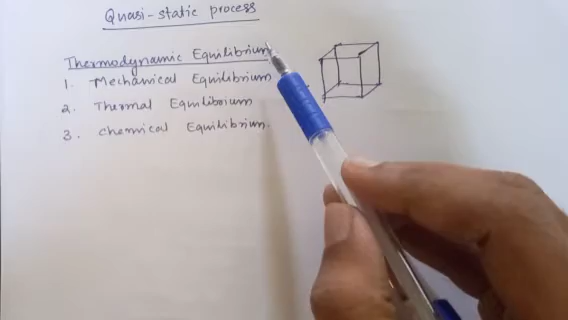 Quasi-static process
Thermodynamic Equilibrium
1. Mechanical Equilibrium
2. Thermal Equilibrium
3. Chemical Equilibrium.